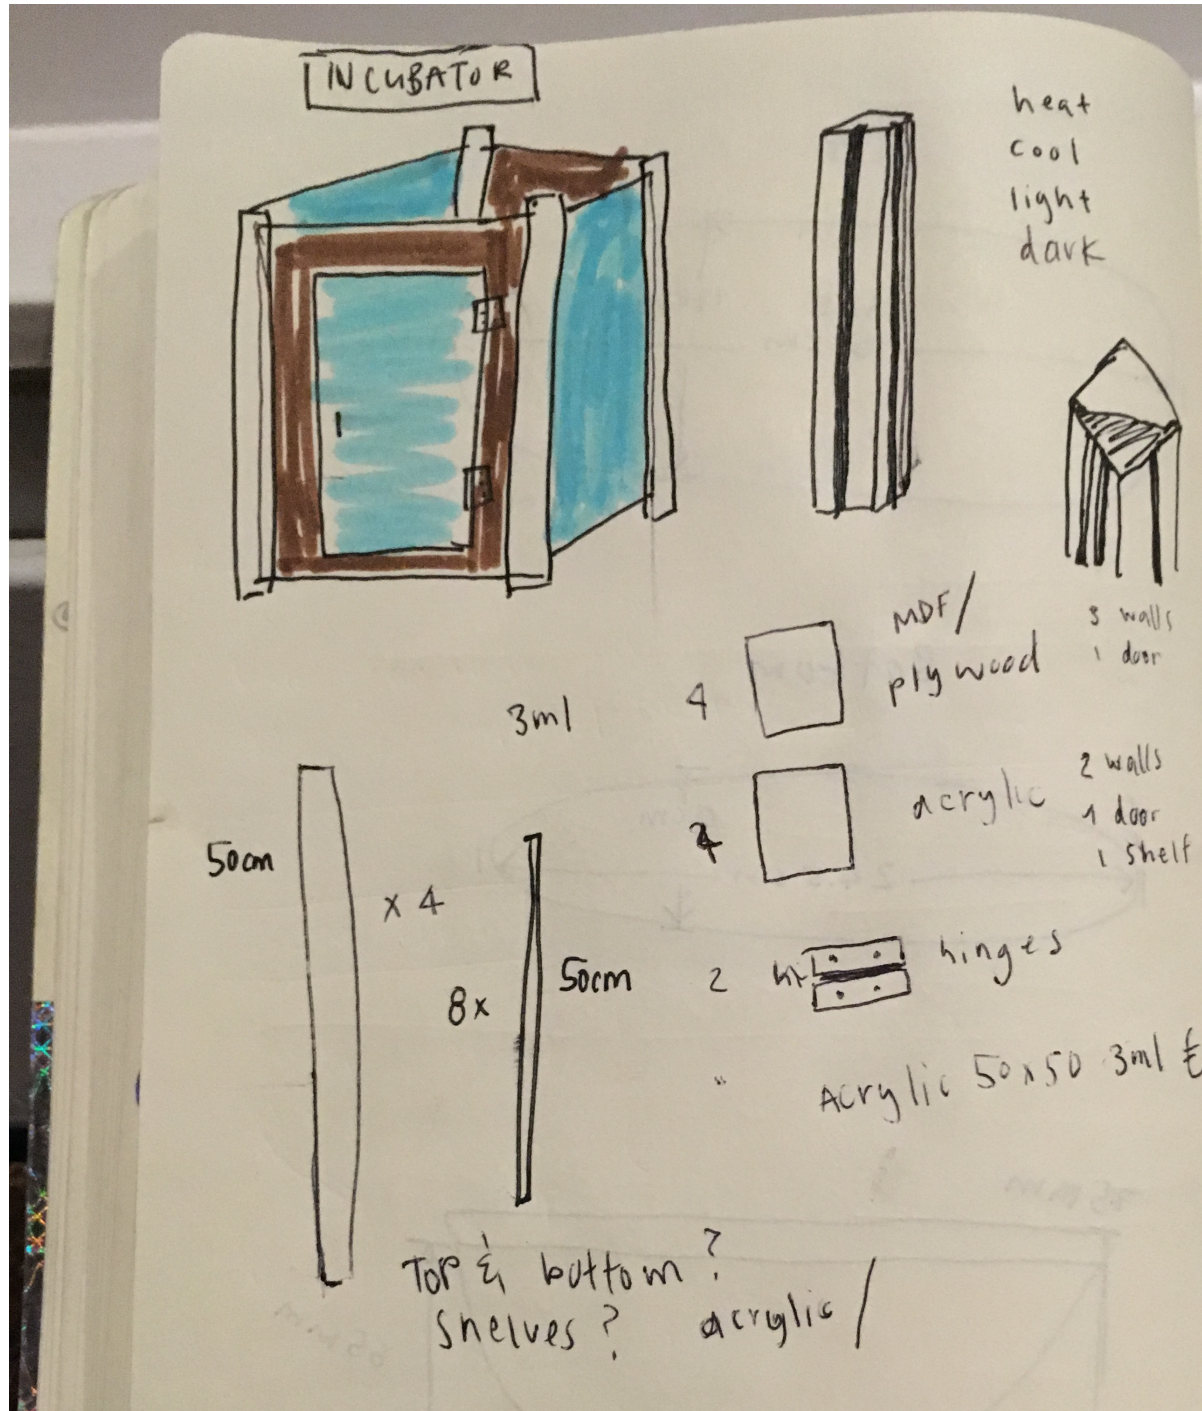 INCUBATOR
heat
cool
light
dark
MDF/
plywood
3 walls
1 door
3ml
4
acrylic
2 walls
1 door
1 shelf
4
50cm
x 4
8x
50cm
2
hinges
Acrylic 50x50 3ml
Top & bottom ?
Shelves ? acrylic /